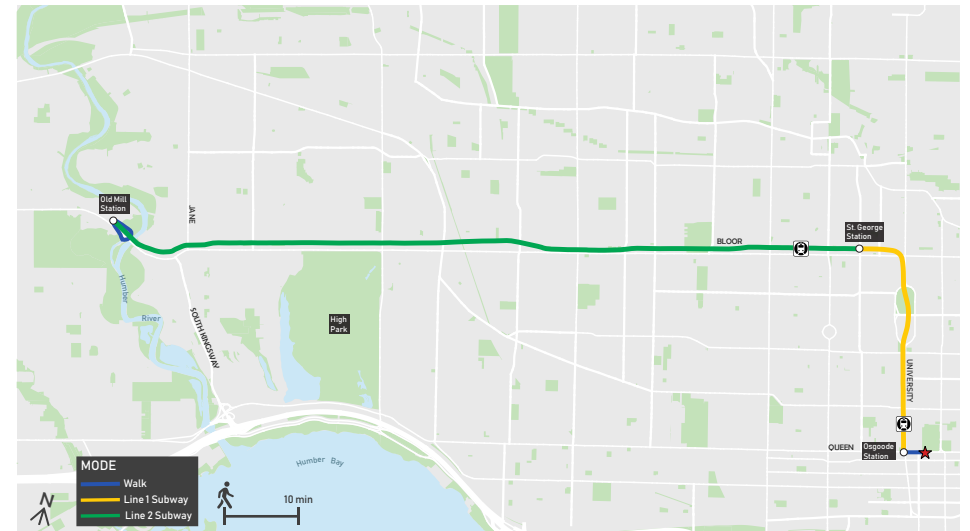 Old Mill
Station
JANE
St. George
Station
BLOOR
Humber
River
SOUTH KINGSWAY
High
Park
UNIVERSITY
QUEEN
Osgoode
Station
Humber Bay
MODE
Walk
Line 1 Subway
Line 2 Subway
N
10 min